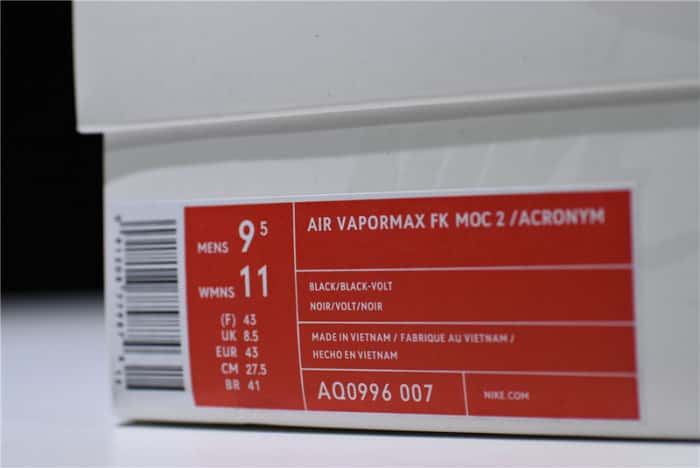 MENS 9 5
WMNS 11
(F) 43
UK 8.5
EUR 43
CM 27.5
BR 41
AIR VAPORMAX FK MOC 2 /ACRONYM
BLACK/BLACK-VOLT
NOIR/VOLT/NOIR
MADE IN VIETNAM / FABRIQUE AU VIETNAM /
HECHO EN VIETNAM
AQ0996 007
NIKE.COM